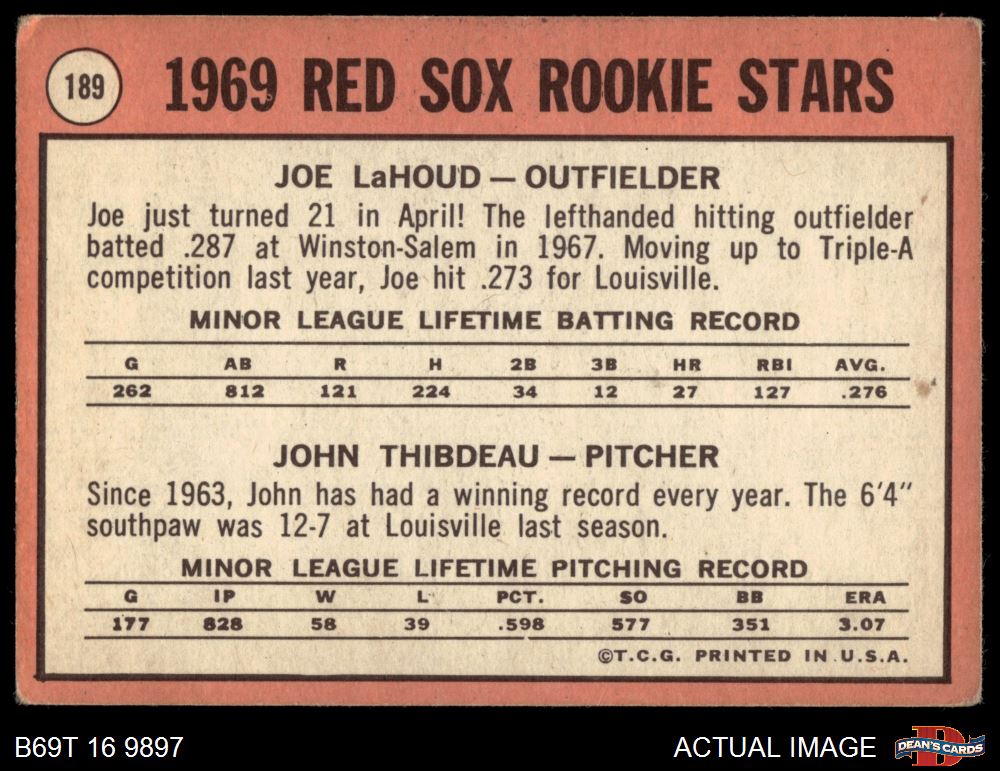 189
1969 RED SOX ROOKIE STARS
JOE LaHOUD — OUTFIELDER
Joe just turned 21 in April! The lefthanded hitting outfielder
batted .287 at Winston-Salem in 1967. Moving up to Triple-A
competition last year, Joe hit .273 for Louisville.
MINOR LEAGUE LIFETIME BATTING RECORD
G AB R H 2B 3B HR RBI AVG.
262 812 121 224 34 12 27 127 .276
JOHN THIBDEAU — PITCHER
Since 1963, John has had a winning record every year. The 6'4"
southpaw was 12-7 at Louisville last season.
MINOR LEAGUE LIFETIME PITCHING RECORD
G IP W L PCT. SO BB ERA
177 828 58 39 .598 577 351 3.07
©T.C.G. PRINTED IN U.S.A.
B69T 16 9897
ACTUAL IMAGE
D
DEAN'S CARDS